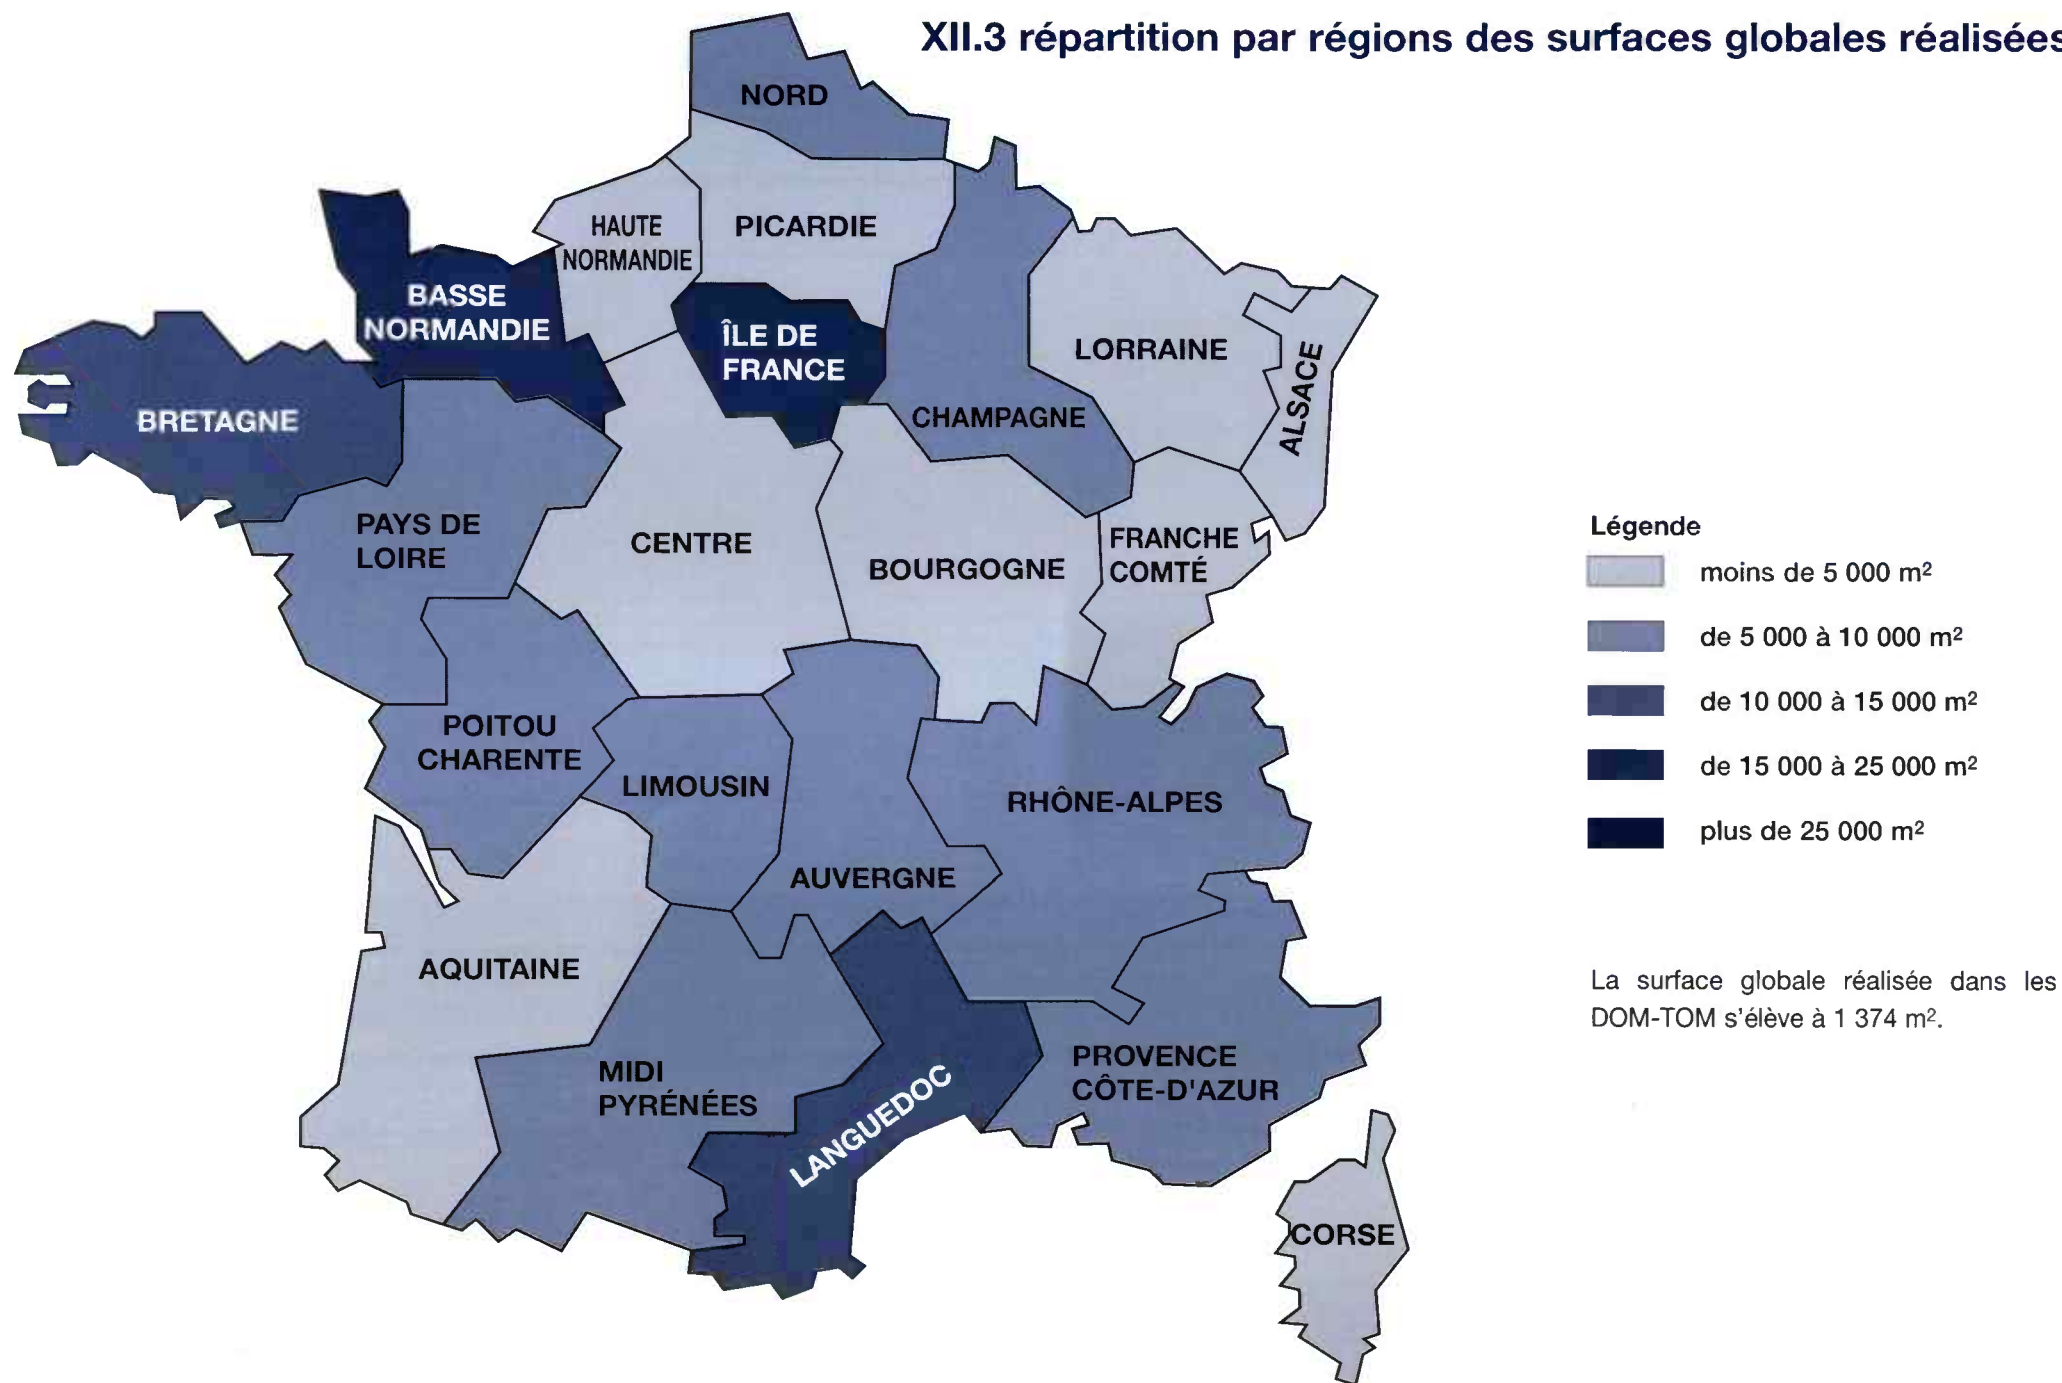 XII.3 répartition par régions des surfaces globales réalisées
NORD
HAUTE
NORMANDIE
PICARDIE
BASSE
NORMANDIE
ÎLE DE
FRANCE
LORRAINE
ALSACE
BRETAGNE
CHAMPAGNE
PAYS DE
LOIRE
CENTRE
BOURGOGNE
FRANCHE
COMTÉ
POITOU
CHARENTE
LIMOUSIN
RHÔNE-ALPES
AUVERGNE
AQUITAINE
MIDI
PYRÉNÉES
LANGUEDOC
PROVENCE
CÔTE-D'AZUR
CORSE
Légende
moins de 5 000 m²
de 5 000 à 10 000 m²
de 10 000 à 15 000 m²
de 15 000 à 25 000 m²
plus de 25 000 m²
La surface globale réalisée dans les
DOM-TOM s'élève à 1 374 m².